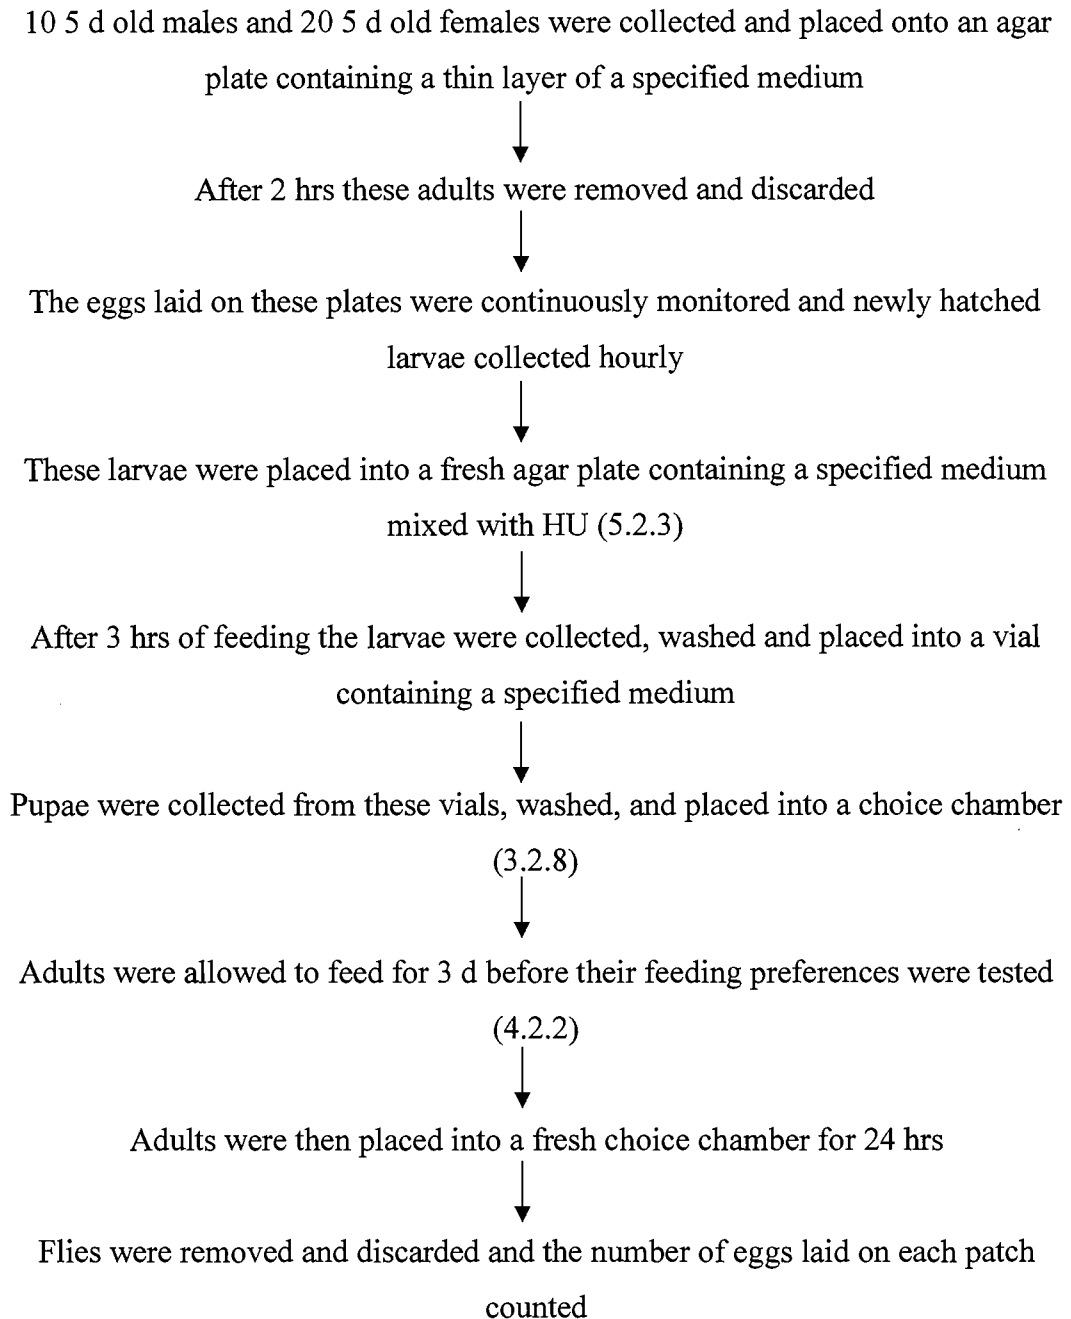 10 5 d old males and 20 5 d old females were collected and placed onto an agar
plate containing a thin layer of a specified medium
After 2 hrs these adults were removed and discarded
The eggs laid on these plates were continuously monitored and newly hatched
larvae collected hourly
These larvae were placed into a fresh agar plate containing a specified medium
mixed with HU (5.2.3)
After 3 hrs of feeding the larvae were collected, washed and placed into a vial
containing a specified medium
Pupae were collected from these vials, washed, and placed into a choice chamber
(3.2.8)
Adults were allowed to feed for 3 d before their feeding preferences were tested
(4.2.2)
Adults were then placed into a fresh choice chamber for 24 hrs
Flies were removed and discarded and the number of eggs laid on each patch
counted